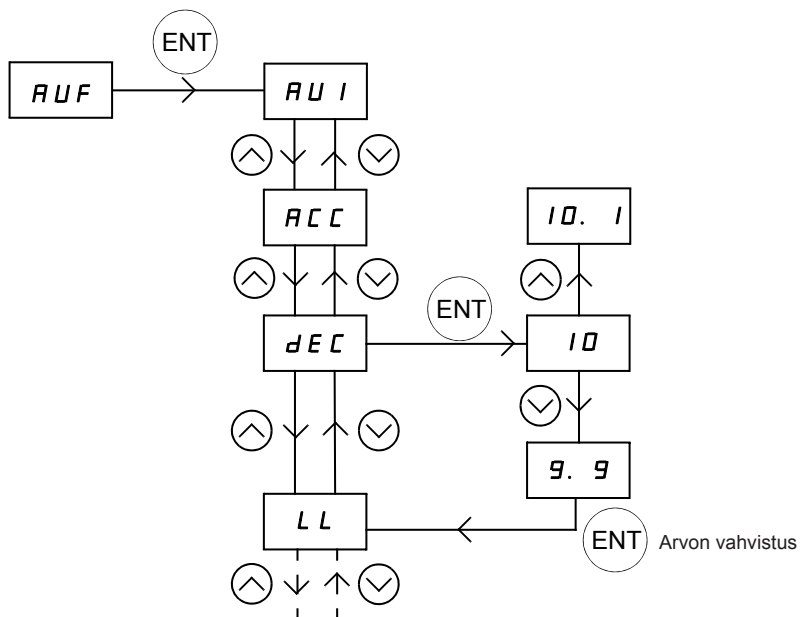 ENT
AUF
AU1
ACC
10. 1
ENT
dEC
10
9. 9
LL
ENT Arvon vahvistus